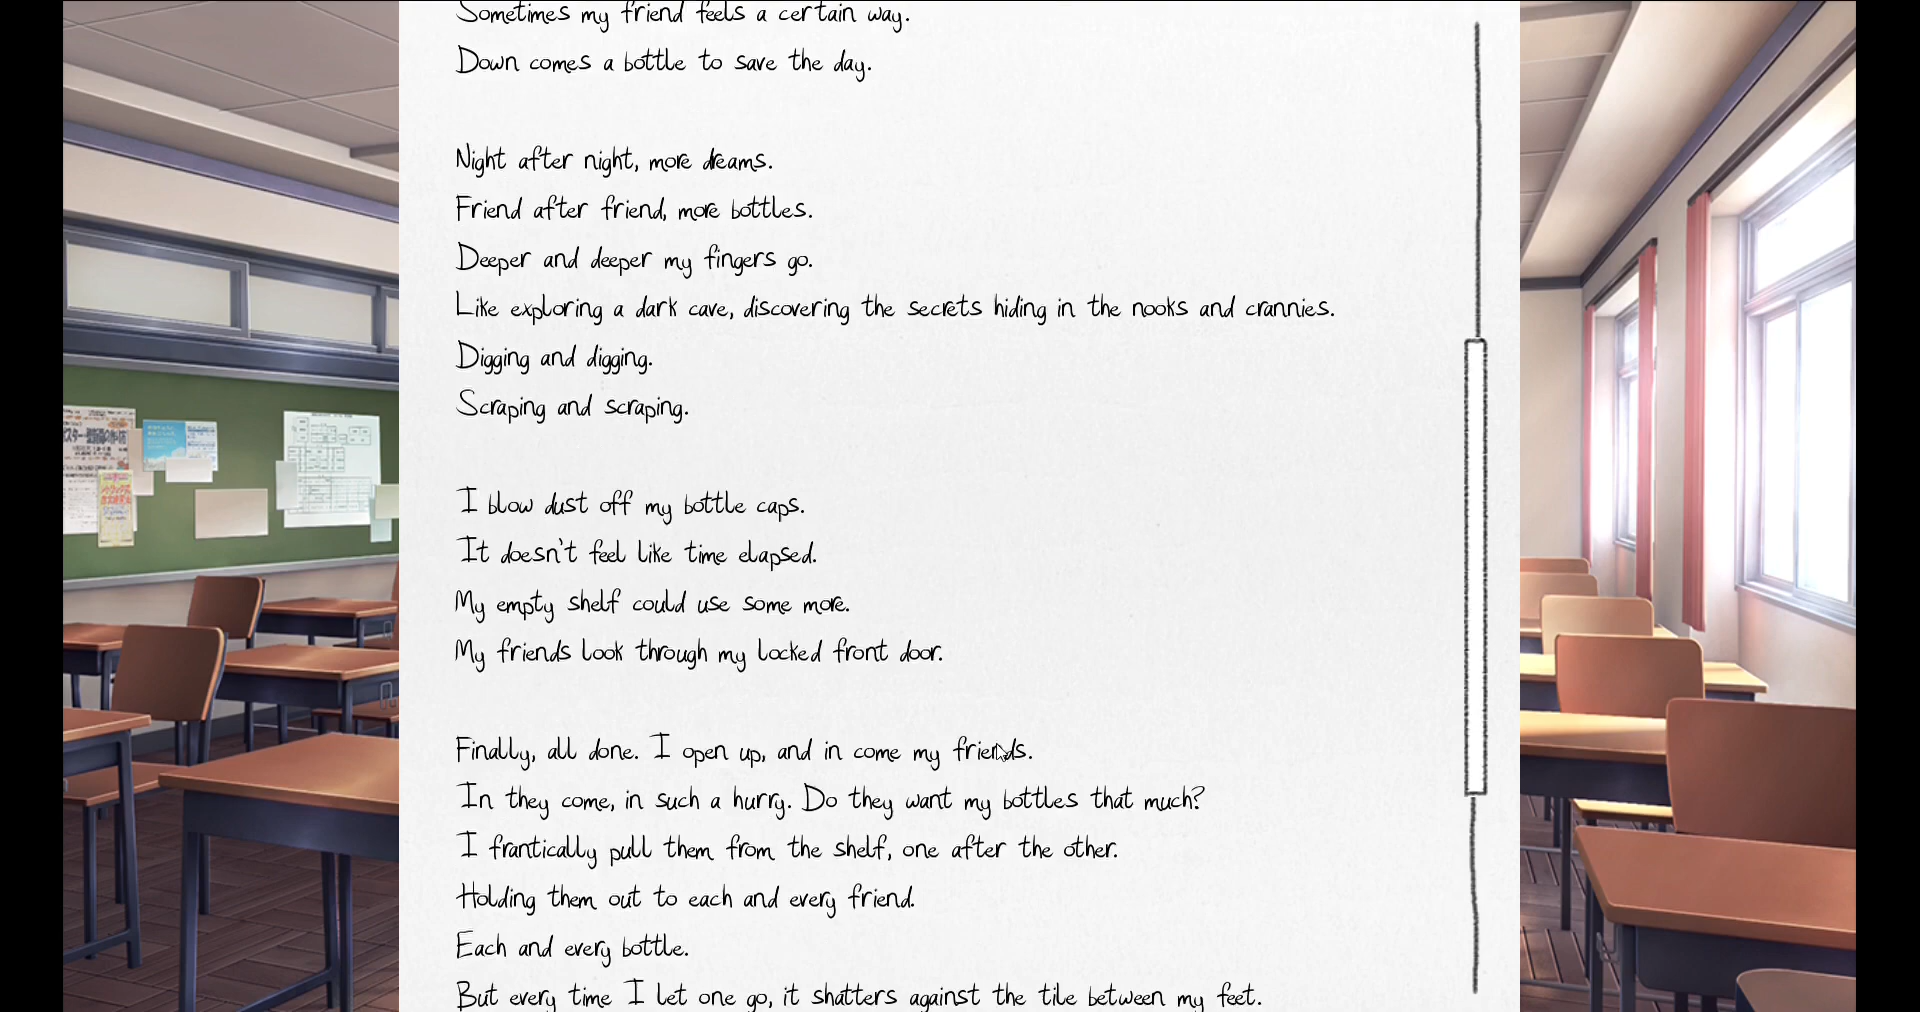 Sometimes my friend feels a certain way.
Down comes a bottle to save the day.
Night after night, more dreams.
Friend after friend, more bottles.
Deeper and deeper my fingers go.
Like exploring a dark cave, discovering the secrets hiding in the nooks and crannies.
Digging and digging.
Scraping and scraping.
I blow dust off my bottle caps.
It doesn't feel like time elapsed.
My empty shelf could use some more.
My friends look through my locked front door.
Finally, all done. I open up, and in come my friends.
In they come, in such a hurry. Do they want my bottles that much?
I frantically pull them from the shelf, one after the other.
Holding them out to each and every friend.
Each and every bottle.
But every time I let one go, it shatters against the tile between my feet.